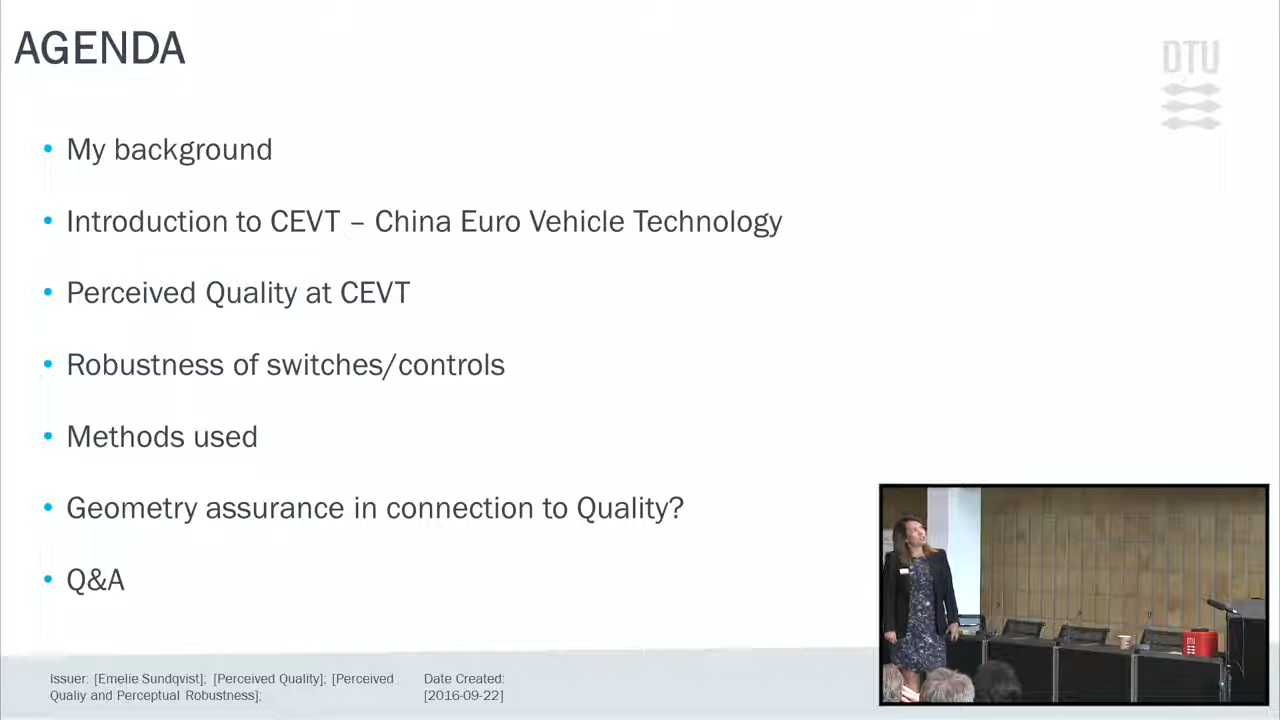 AGENDA
DTU
• My background
• Introduction to CEVT – China Euro Vehicle Technology
• Perceived Quality at CEVT
• Robustness of switches/controls
• Methods used
• Geometry assurance in connection to Quality?
• Q&A
Issuer: [Emelie Sundqvist]; [Perceived Quality]; [Perceived
Qualiy and Perceptual Robustness];
Date Created:
[2016-09-22]
DTU